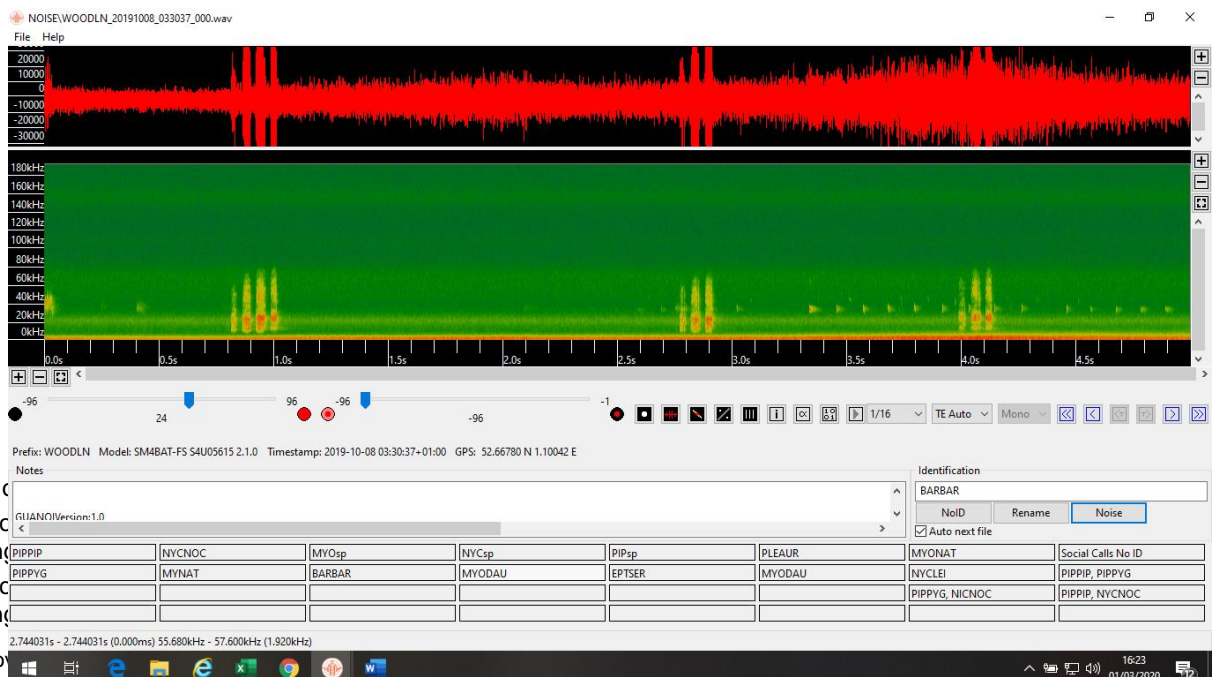 NOISE\WOODLN_20191008_033037_000.wav
File Help
20000
10000
0
-10000
-20000
-30000
180kHz
160kHz
140kHz
120kHz
100kHz
80kHz
60kHz
40kHz
20kHz
0kHz
0.0s 0.5s 1.0s 1.5s 2.0s 2.5s 3.0s 3.5s 4.0s 4.5s
-96 24 96 -96 -96 -1
1/16 TE Auto Mono
Prefix: WOODLN Model: SM4BAT-FS S4U05615 2.1.0 Timestamp: 2019-10-08 03:30:37+01:00 GPS: 52.66780 N 1.10042 E
Notes
GUANO|Version:1.0
Identification
BARBAR
NoID Rename Noise
Auto next file
PIPPIP NYCNOC MYOsp NYCsp PIPsp PLEAUR MYONAT Social Calls No ID
PIPPYG MYNAT BARBAR MYODAU EPTSER MYODAU NYCLEI PIPPIP, PIPPYG
PIPPYG, NICNOC PIPPIP, NYCNOC
2.744031s - 2.744031s (0.000ms) 55.680kHz - 57.600kHz (1.920kHz)
16:23
01/03/2020
12